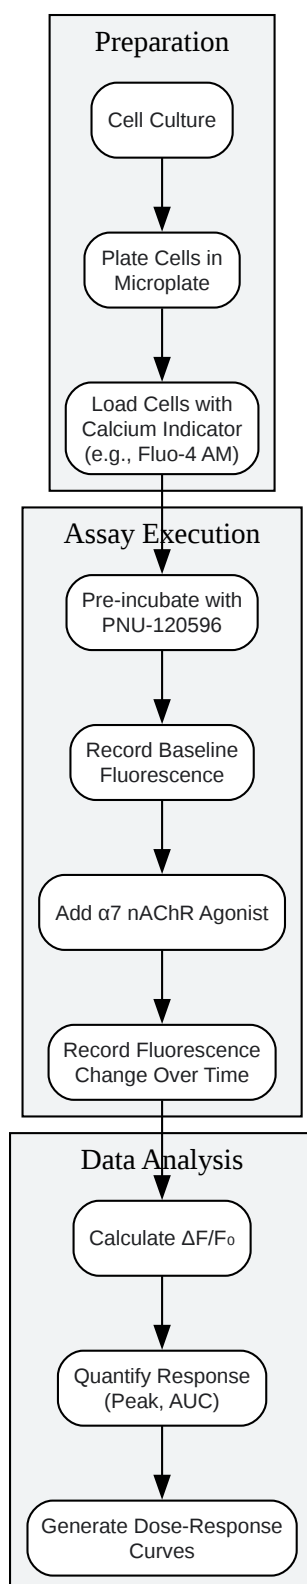 Preparation
Cell Culture
Plate Cells in
Microplate
Load Cells with
Calcium Indicator
(e.g., Fluo-4 AM)
Assay Execution
Pre-incubate with
PNU-120596
Record Baseline
Fluorescence
Add α7 nAChR Agonist
Record Fluorescence
Change Over Time
Data Analysis
Calculate ΔF/F₀
Quantify Response
(Peak, AUC)
Generate Dose-Response
Curves